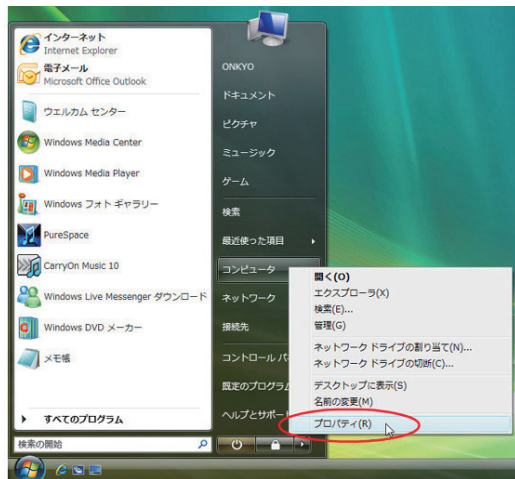 インターネット
Internet Explorer
電子メール
Microsoft Office Outlook
ウエルカム センター
Windows Media Center
Windows Media Player
Windows フォト ギャラリー
PureSpace
CarryOn Music 10
Windows Live Messenger ダウンロード
Windows DVD メーカー
メモ帳
すべてのプログラム
検索の開始
ONKYO
ドキュメント
ピクチャ
ミュージック
ゲーム
検索
最近使った項目
コンピュータ
ネットワーク
接続先
コントロール パ
既定のプログラ
ヘルプとサポー
開く(O)
エクスプローラ(X)
検索(E)...
管理(G)
ネットワーク ドライブの割り当て(N)...
ネットワーク ドライブの切断(C)...
デスクトップに表示(S)
名前の変更(M)
プロパティ(R)